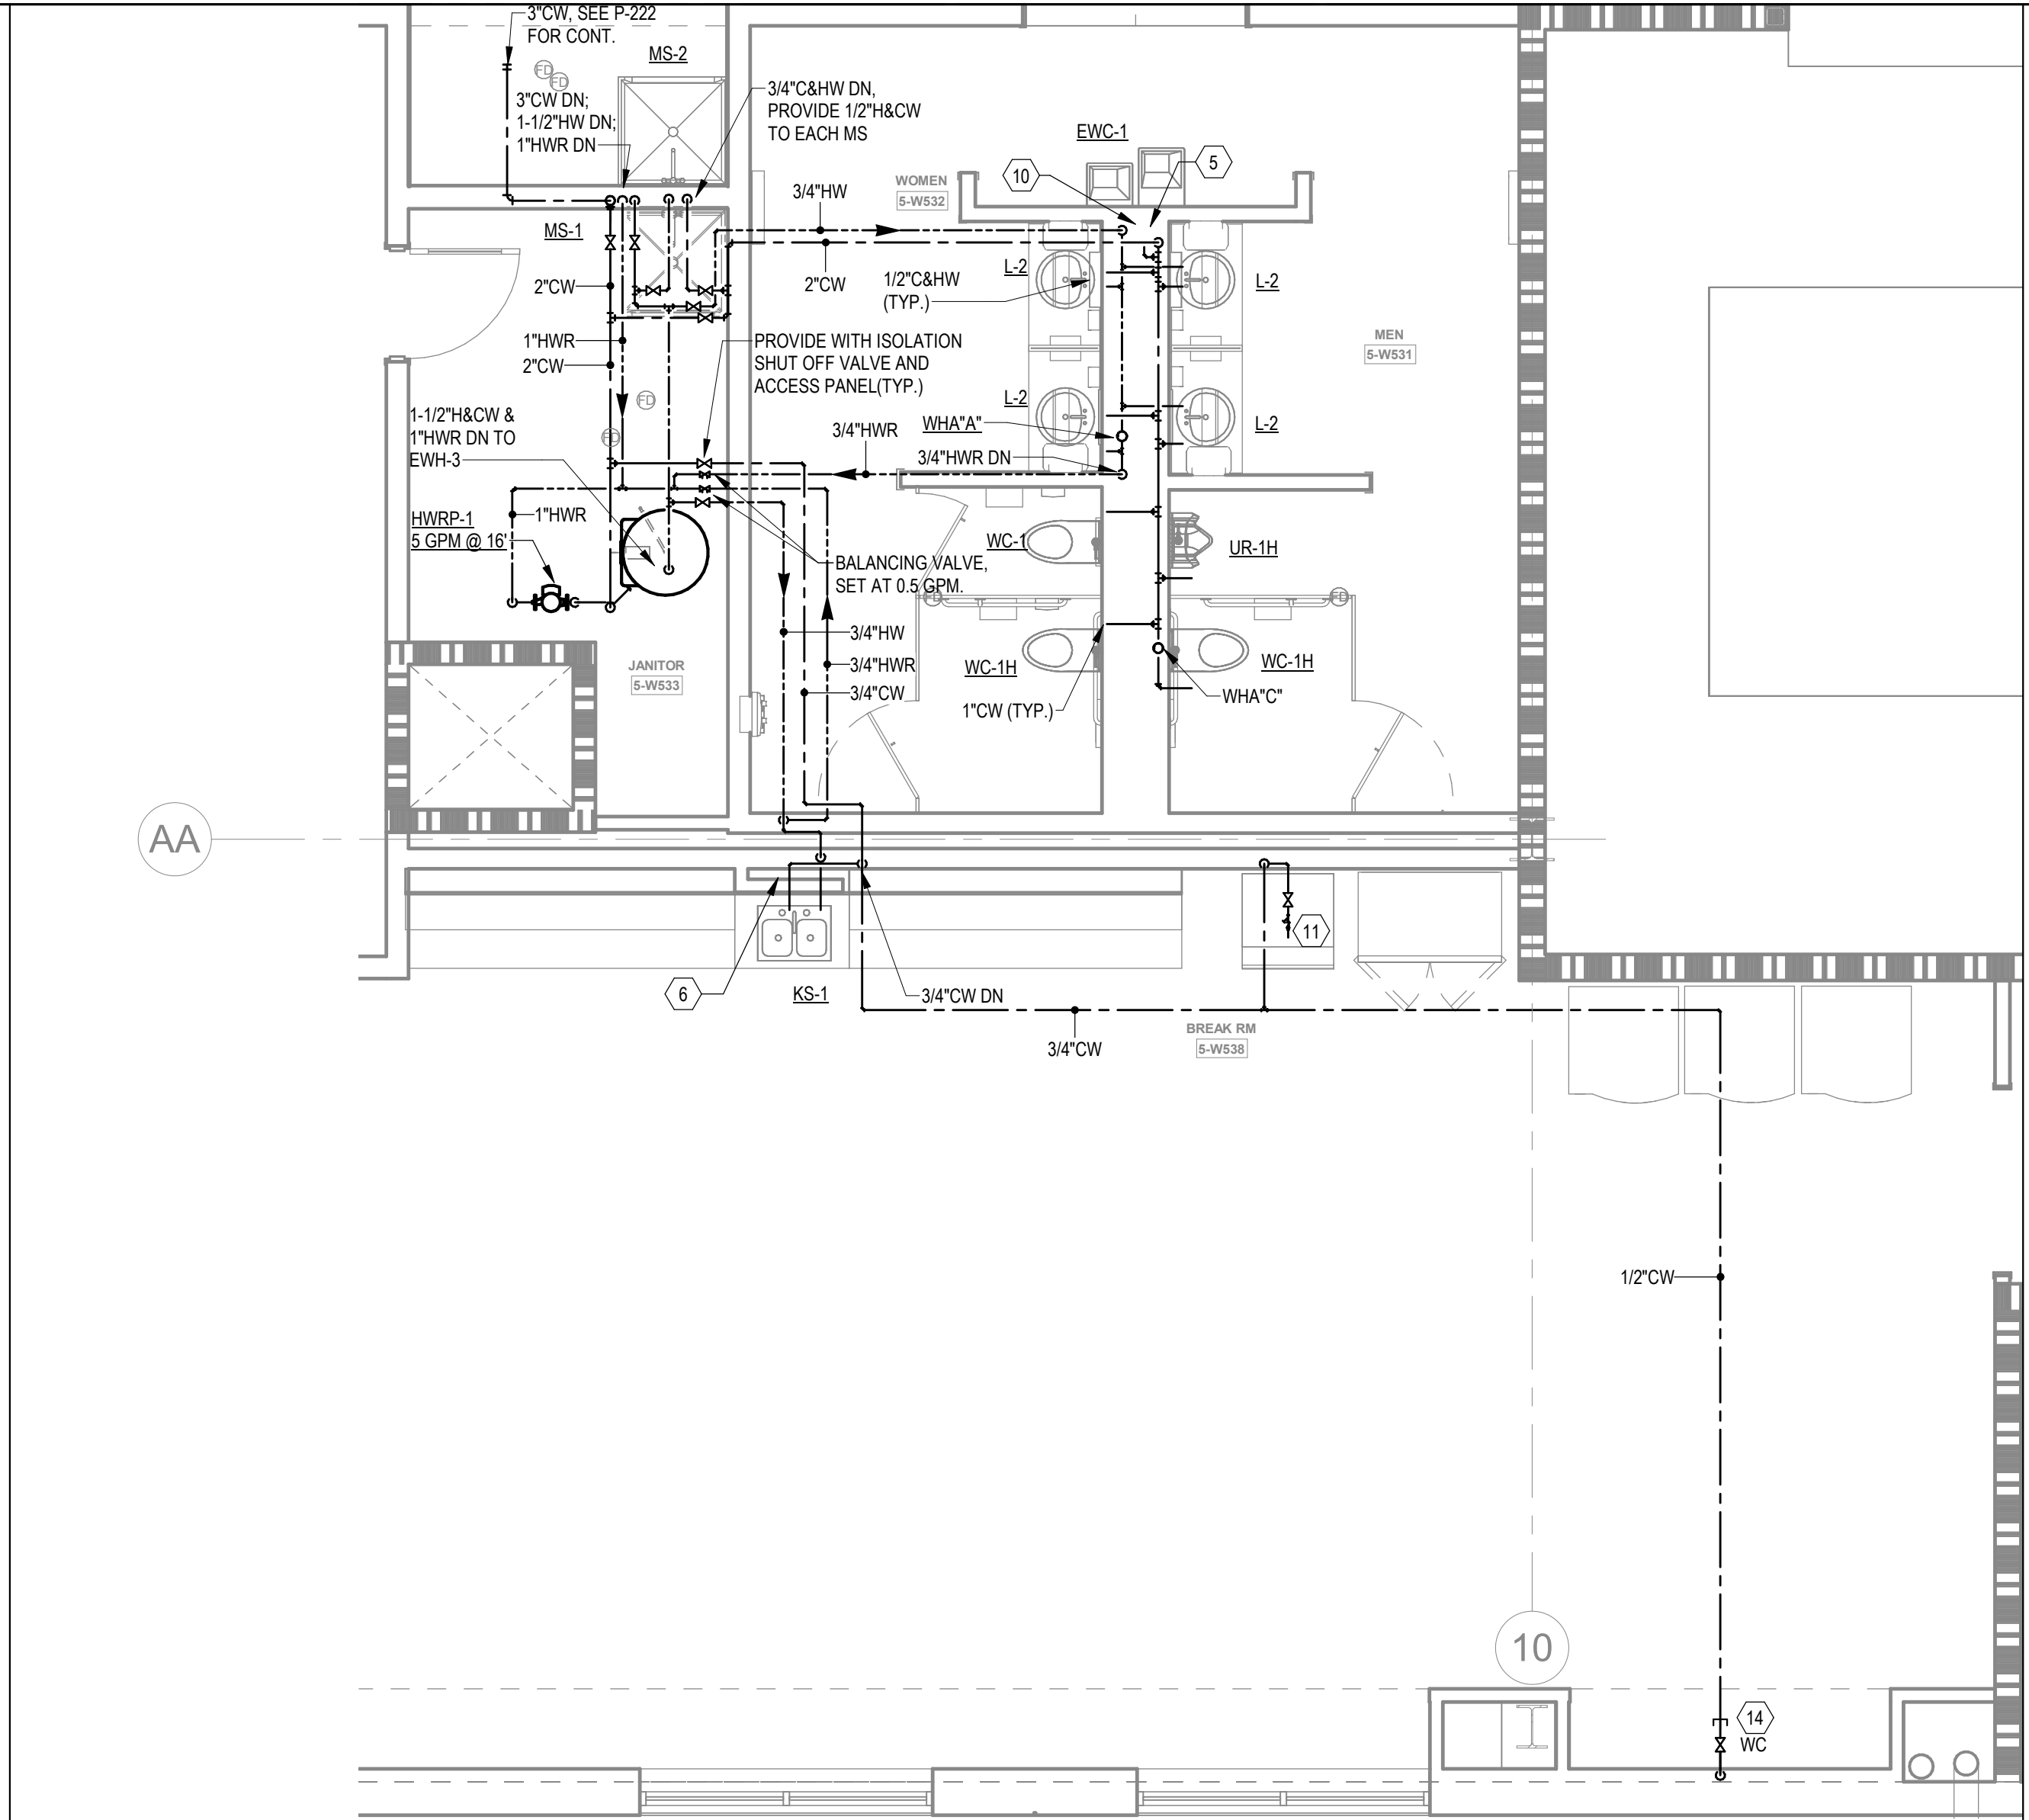 3"CW, SEE P-222
FOR CONT.
MS-2
FD
FD
3"CW DN;
1-1/2"HW DN;
1"HWR DN
3/4"C&HW DN,
PROVIDE 1/2"H&CW
TO EACH MS
EWC-1
10
5
WOMEN
5-W532
3/4"HW
MS-1
2"CW
2"CW
L-2
1/2"C&HW
(TYP.)
L-2
MEN
5-W531
1"HWR
2"CW
PROVIDE WITH ISOLATION
SHUT OFF VALVE AND
ACCESS PANEL(TYP.)
FD
FD
1-1/2"H&CW &
1"HWR DN TO
EWH-3
L-2
L-2
WHA"A"
3/4"HWR
3/4"HWR DN
1"HWR
HWRP-1
5 GPM @ 16'
WC-1
UR-1H
BALANCING VALVE,
SET AT 0.5 GPM.
FD
FD
3/4"HW
3/4"HWR
3/4"CW
JANITOR
5-W533
WC-1H
WC-1H
WHA"C"
1"CW (TYP.)
AA
11
6
KS-1
3/4"CW DN
BREAK RM
5-W538
3/4"CW
1/2"CW
10
14
WC